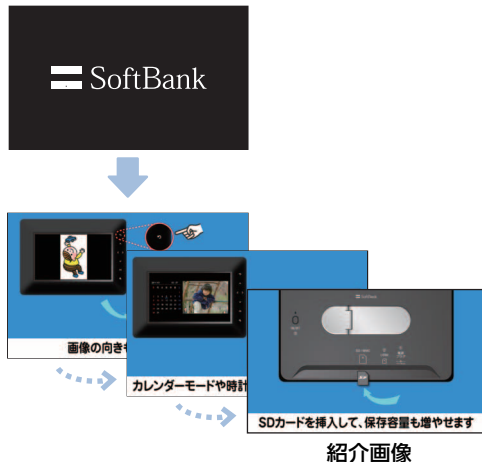 SoftBank
画像の向きや
カレンダーモードや時計
SoftBank
SDカードを挿入して、保存容量も増やせます
紹介画像